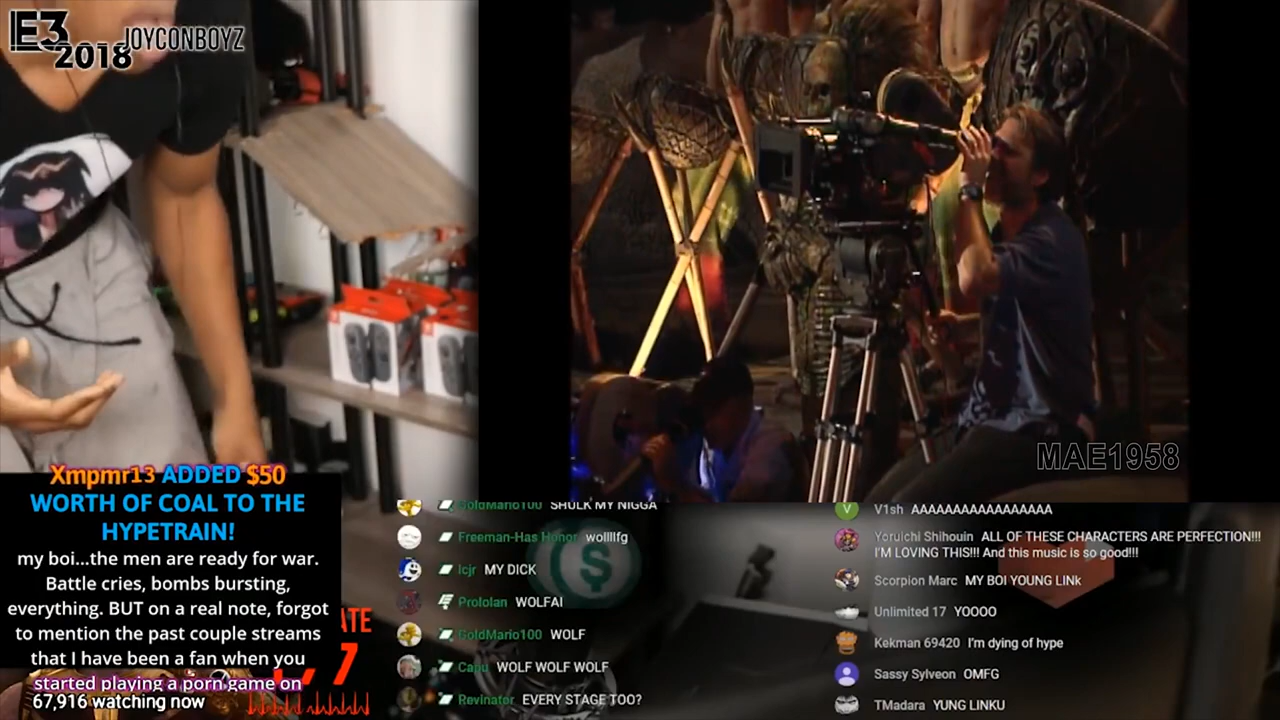 E3
2018
JOYCONBOYZ
MAE1958
Xmpmr13 ADDED $50
WORTH OF COAL TO THE
HYPETRAIN!
my boi...the men are ready for war.
Battle cries, bombs bursting,
everything. BUT on a real note, forgot
to mention the past couple streams
that I have been a fan when you
started playing a porn game on
67,916 watching now
GoldMario100 SHULK MY NIGGA
Freeman-Has Honor wolllfg
Icjr MY DICK
Prololan WOLFAI
GoldMario100 WOLF
Capu WOLF WOLF WOLF
Revinator EVERY STAGE TOO?
V1sh AAAAAAAAAAAAAAAAA
Yoruichi Shihouin ALL OF THESE CHARACTERS ARE PERFECTION!!!
I'M LOVING THIS!!! And this music is so good!!!
Scorpion Marc MY BOI YOUNG LINk
Unlimited 17 YOOOO
Kekman 69420 I'm dying of hype
Sassy Sylveon OMFG
TMadara YUNG LINKU